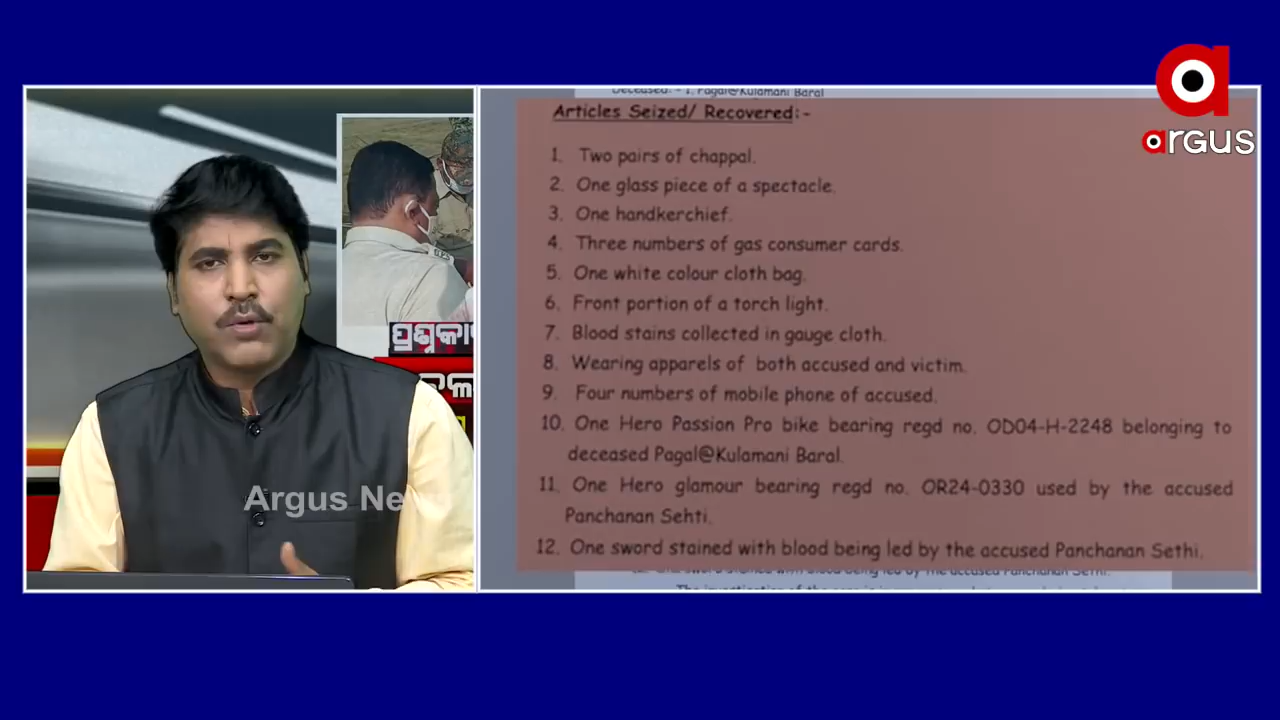 Deceased: - 1. Pagal@Kulamani Baral
Articles Seized/ Recovered:-
1. Two pairs of chappal.
2. One glass piece of a spectacle.
3. One handkerchief.
4. Three numbers of gas consumer cards.
5. One white colour cloth bag.
6. Front portion of a torch light.
7. Blood stains collected in gauge cloth.
8. Wearing apparels of both accused and victim.
9. Four numbers of mobile phone of accused.
10. One Hero Passion Pro bike bearing regd no. OD04-H-2248 belonging to
deceased Pagal@Kulamani Baral.
11. One Hero glamour bearing regd no. OR24-0330 used by the accused
Panchanan Sehti.
12. One sword stained with blood being led by the accused Panchanan Sethi.
argus
ପ୍ରଶ୍ନକା
Argus News